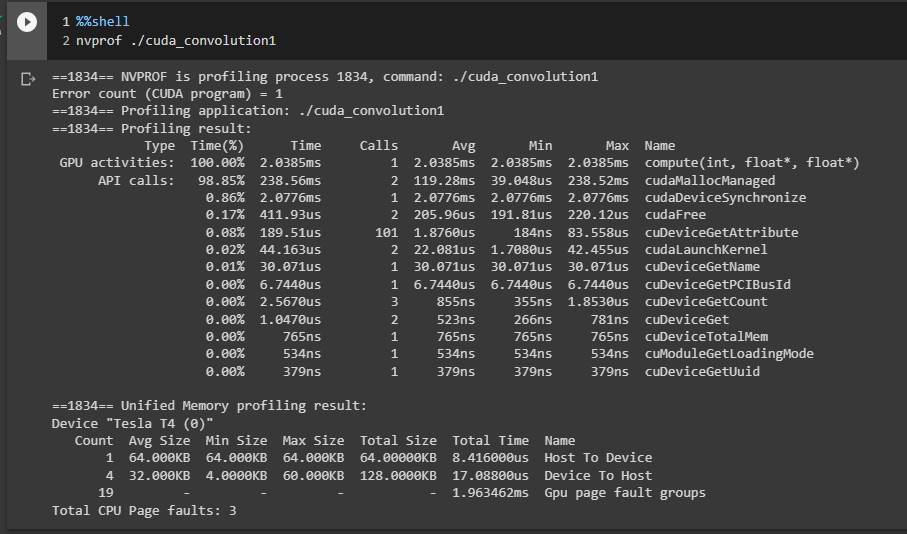 1 %%shell
2 nvprof ./cuda_convolution1
==1834== NVPROF is profiling process 1834, command: ./cuda_convolution1
Error count (CUDA program) = 1
==1834== Profiling application: ./cuda_convolution1
==1834== Profiling result:
Type Time(%) Time Calls Avg Min Max Name
GPU activities: 100.00% 2.0385ms 1 2.0385ms 2.0385ms 2.0385ms compute(int, float*, float*)
API calls: 98.85% 238.56ms 2 119.28ms 39.048us 238.52ms cudaMallocManaged
0.86% 2.0776ms 1 2.0776ms 2.0776ms 2.0776ms cudaDeviceSynchronize
0.17% 411.93us 2 205.96us 191.81us 220.12us cudaFree
0.08% 189.51us 101 1.8760us 184ns 83.558us cuDeviceGetAttribute
0.02% 44.163us 2 22.081us 1.7080us 42.455us cudaLaunchKernel
0.01% 30.071us 1 30.071us 30.071us 30.071us cuDeviceGetName
0.00% 6.7440us 1 6.7440us 6.7440us 6.7440us cuDeviceGetPCIBusId
0.00% 2.5670us 3 855ns 355ns 1.8530us cuDeviceGetCount
0.00% 1.0470us 2 523ns 266ns 781ns cuDeviceGet
0.00% 765ns 1 765ns 765ns 765ns cuDeviceTotalMem
0.00% 534ns 1 534ns 534ns 534ns cuModuleGetLoadingMode
0.00% 379ns 1 379ns 379ns 379ns cuDeviceGetUuid
==1834== Unified Memory profiling result:
Device "Tesla T4 (0)"
Count Avg Size Min Size Max Size Total Size Total Time Name
1 64.000KB 64.000KB 64.000KB 64.00000KB 8.416000us Host To Device
4 32.000KB 4.0000KB 60.000KB 128.0000KB 17.08800us Device To Host
19 - - - - 1.963462ms Gpu page fault groups
Total CPU Page faults: 3